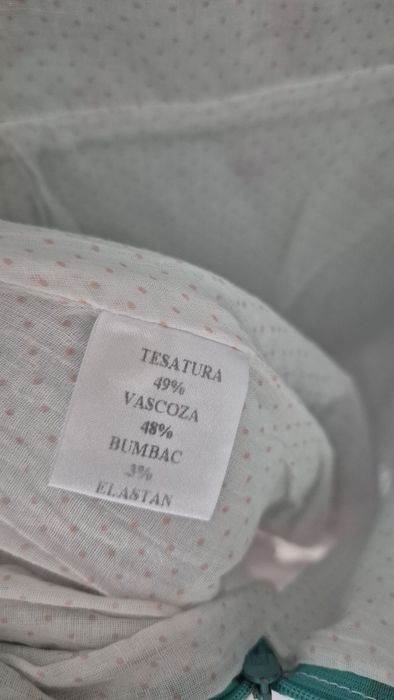 TESATURA
49%
VASCOZA
48%
BUMBAC
3%
ELASTAN